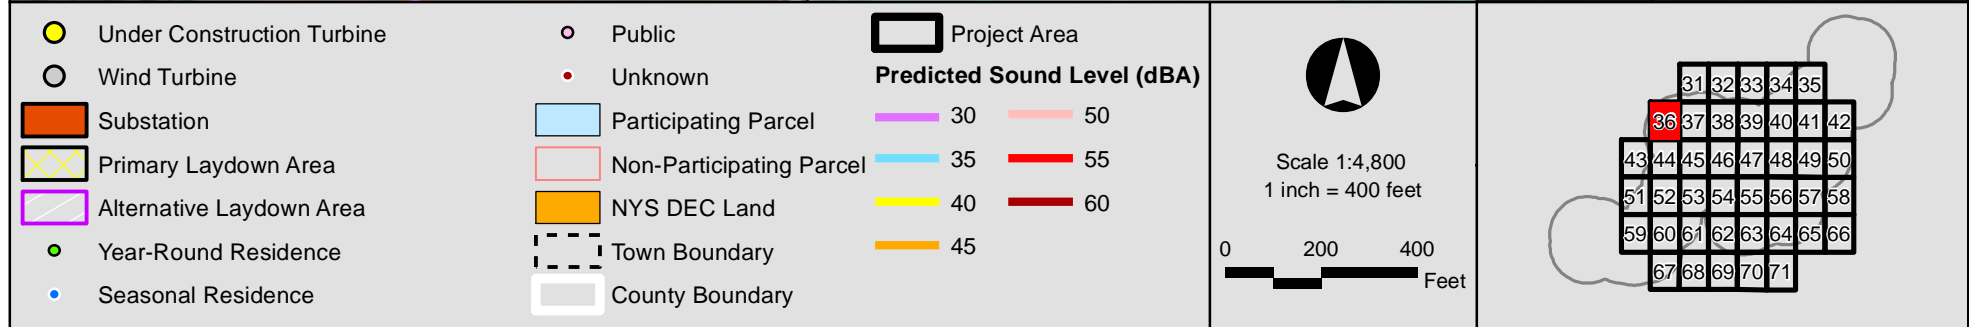 Under Construction Turbine
Wind Turbine
Substation
Primary Laydown Area
Alternative Laydown Area
Year-Round Residence
Seasonal Residence
Public
Unknown
Participating Parcel
Non-Participating Parcel
NYS DEC Land
Town Boundary
County Boundary
Project Area
Predicted Sound Level (dBA)
30 50
35 55
40 60
45
Scale 1:4,800
1 inch = 400 feet
0 200 400
Feet
31 32 33 34 35
36 37 38 39 40 41 42
43 44 45 46 47 48 49 50
51 52 53 54 55 56 57 58
59 60 61 62 63 64 65 66
67 68 69 70 71